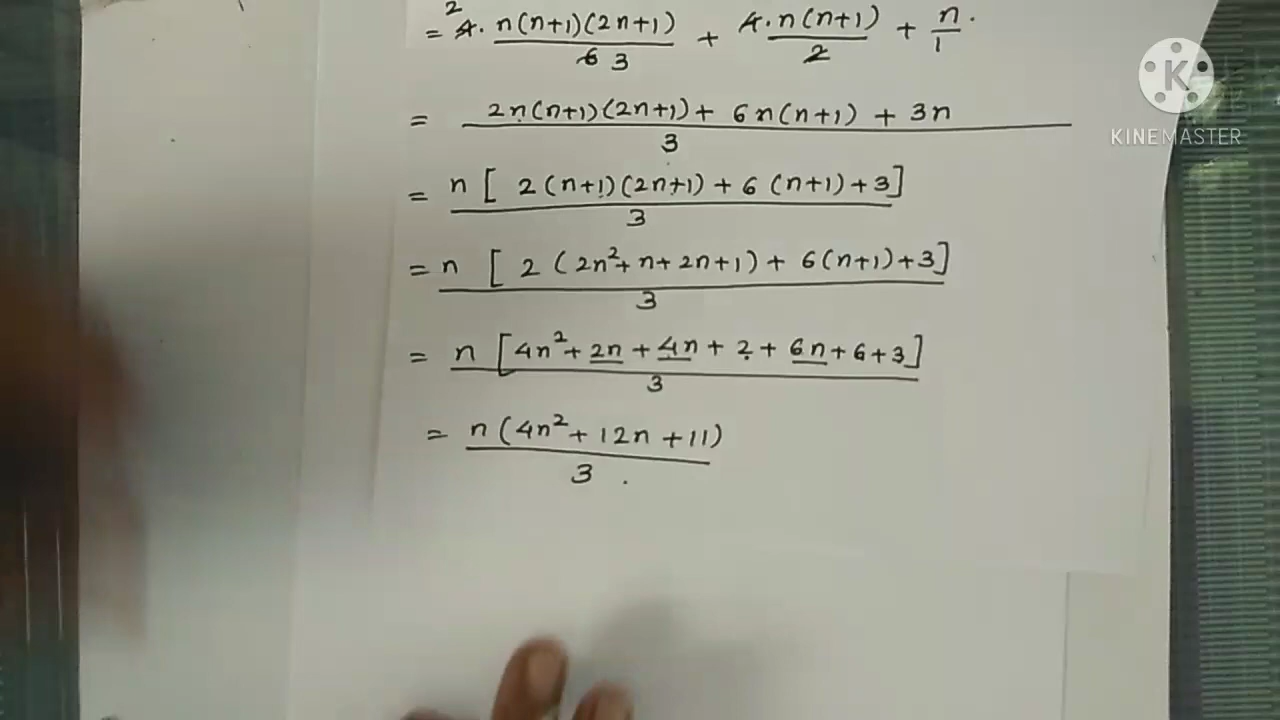 = ²4. n(n+1)(2n+1)/6 3 + 4. n(n+1)/2 + n/1.
= 2n(n+1)(2n+1) + 6n(n+1) + 3n / 3
= n [ 2(n+1)(2n+1) + 6 (n+1) + 3] / 3
= n [ 2 (2n²+n+2n+1) + 6(n+1)+3] / 3
= n [4n²+2n+4n+2+6n+6+3] / 3
= n(4n²+12n+11) / 3.
K
KINEMASTER